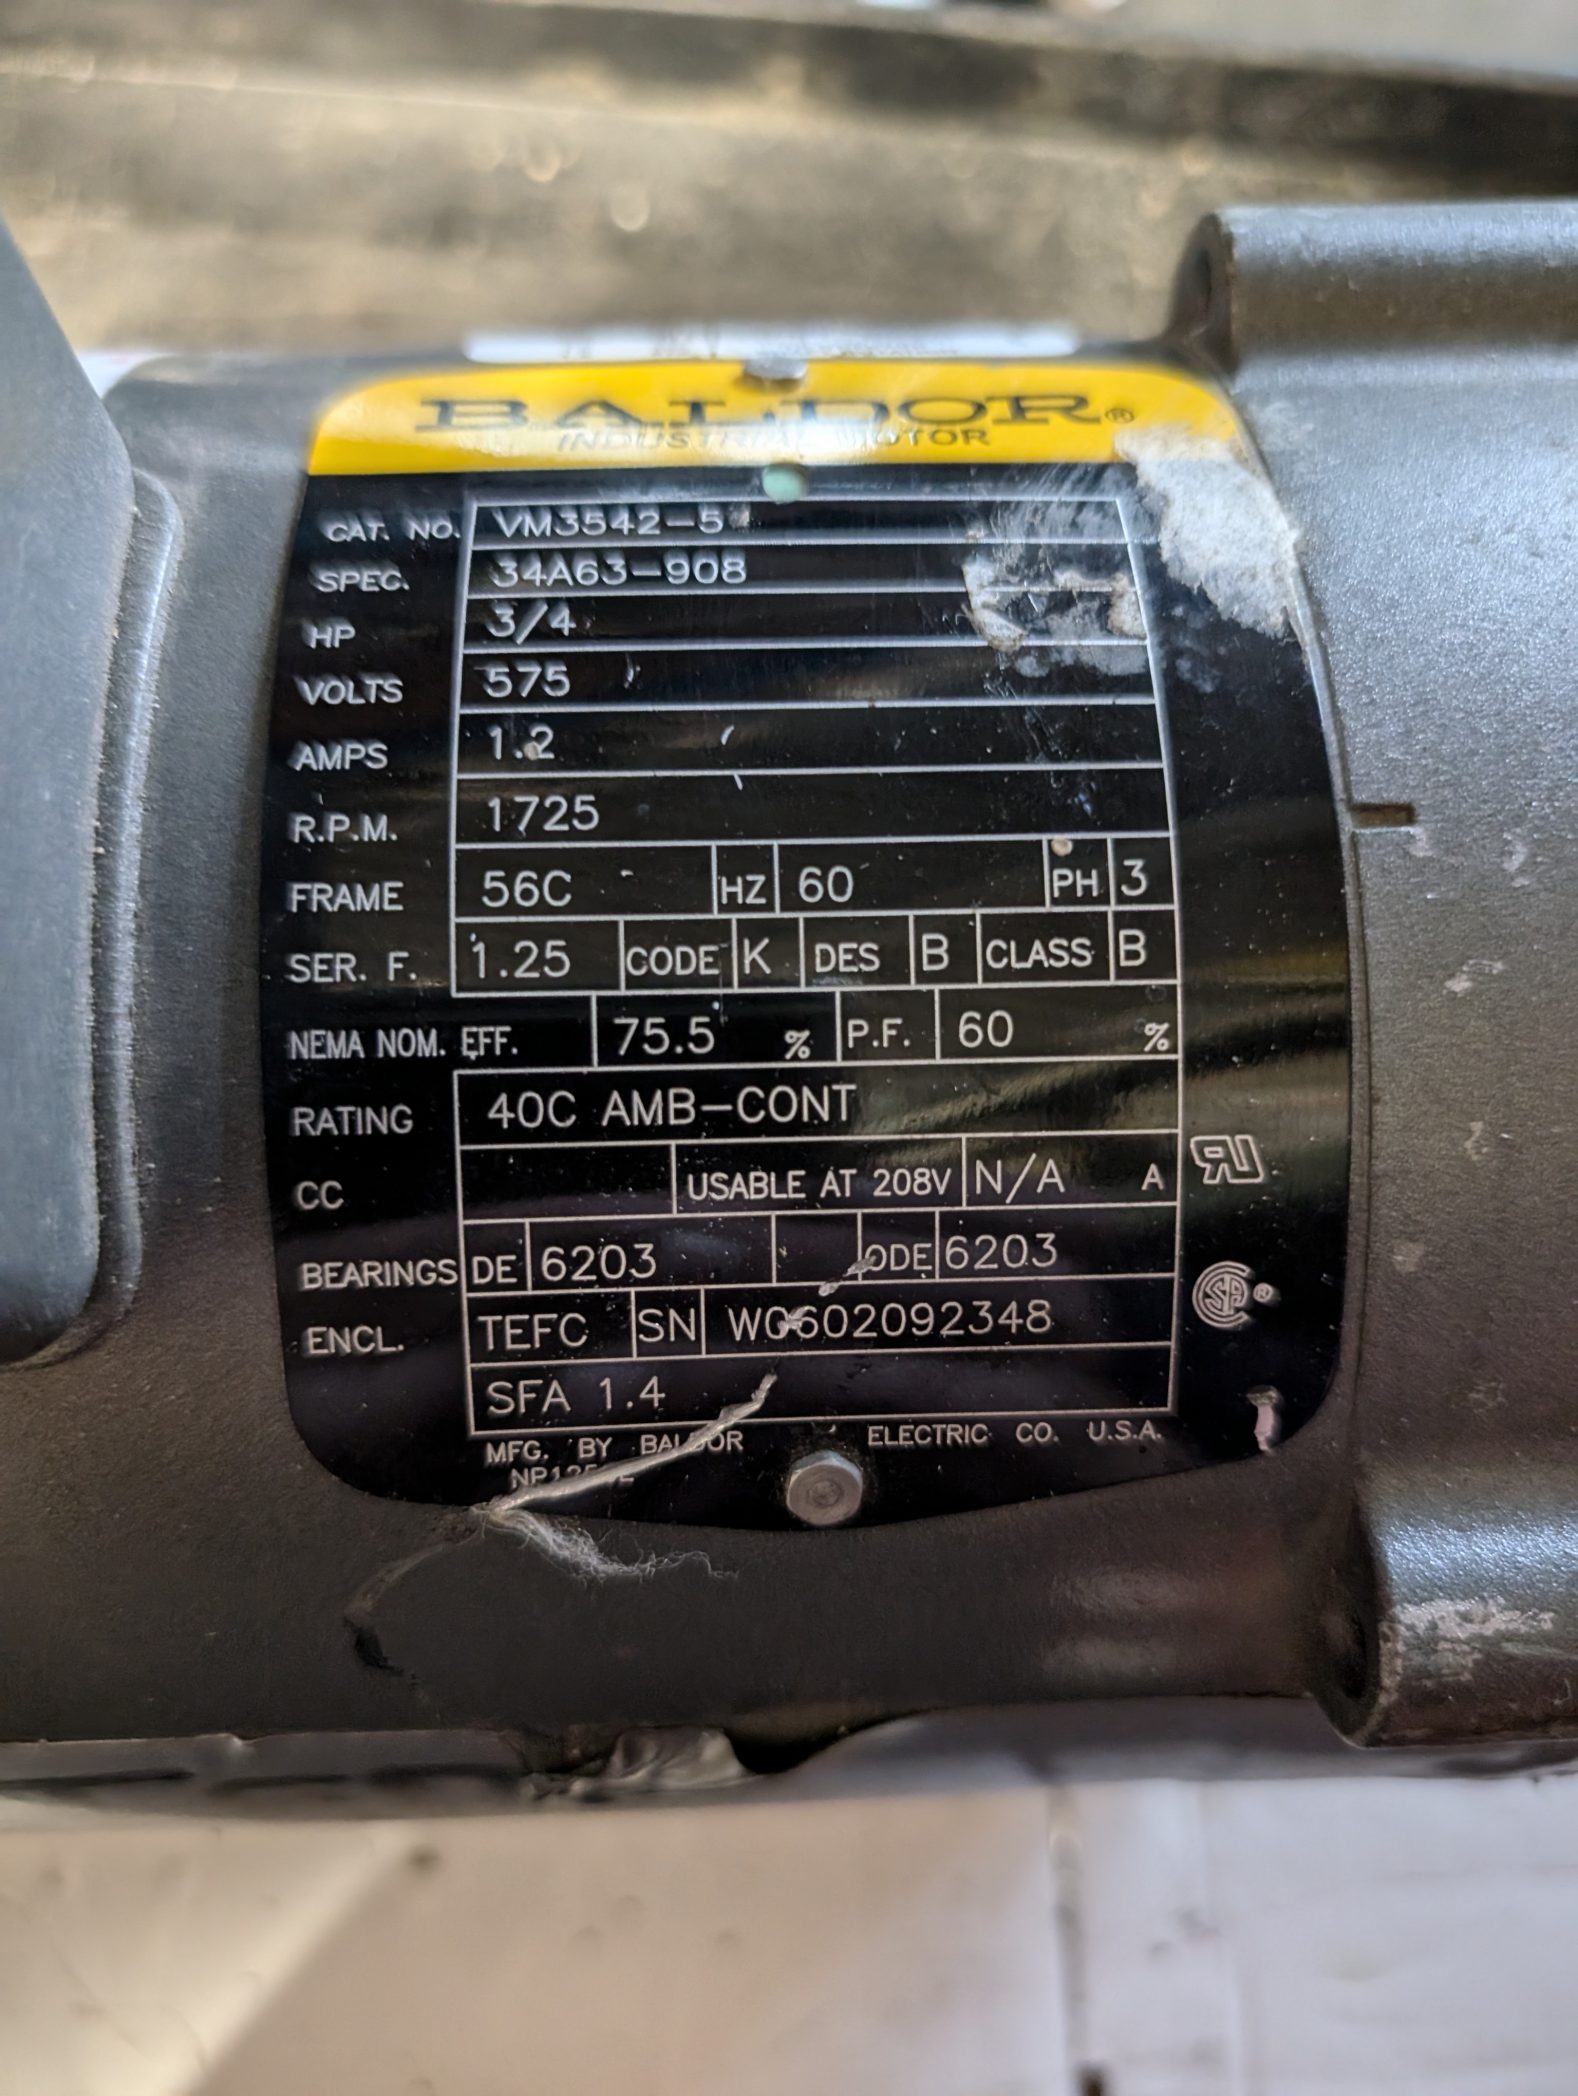 BALDOR®
INDUSTRIAL MOTOR
CAT. NO. VM3542-5
SPEC. 34A63-908
HP 3/4
VOLTS 575
AMPS 1.2
R.P.M. 1725
FRAME 56C HZ 60 PH 3
SER. F. 1.25 CODE K DES B CLASS B
NEMA NOM. EFF. 75.5 % P.F. 60 %
RATING 40C AMB-CONT
CC USABLE AT 208V N/A A
BEARINGS DE 6203 ODE 6203
ENCL. TEFC SN W0602092348
SFA 1.4
MFG. BY BALDOR ELECTRIC CO. U.S.A.